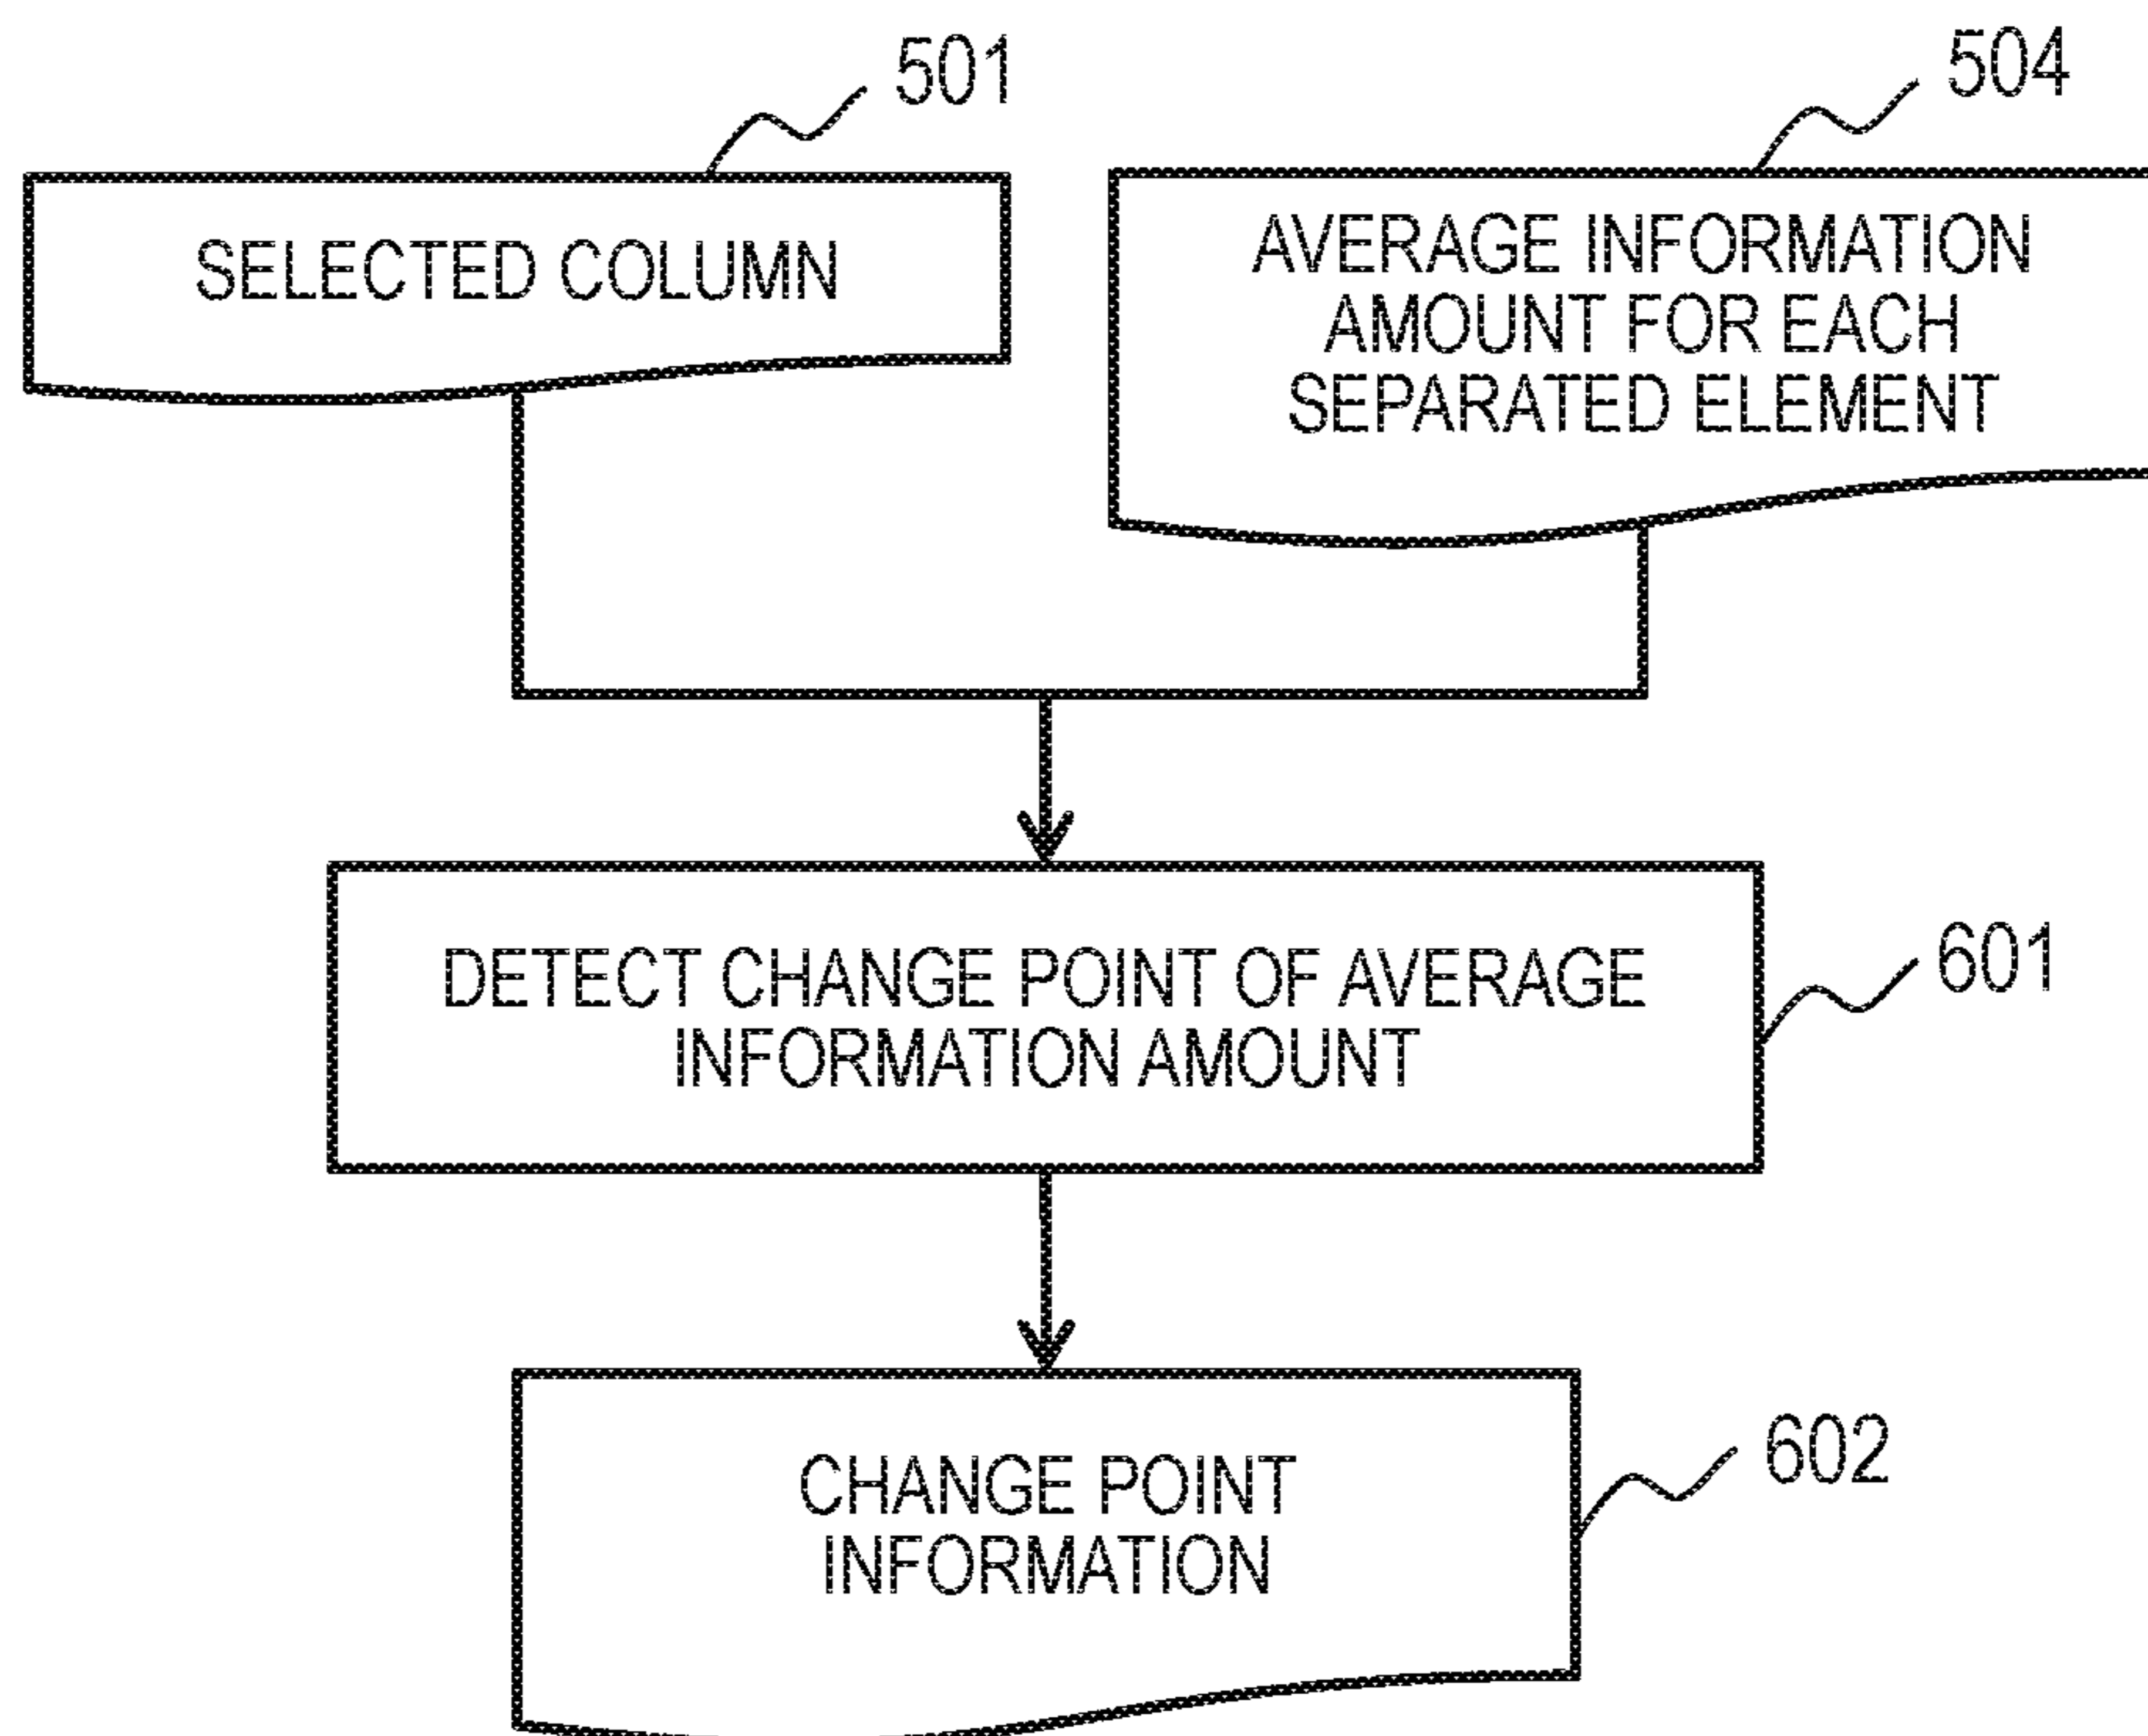 501
504
SELECTED COLUMN
AVERAGE INFORMATION
AMOUNT FOR EACH
SEPARATED ELEMENT
DETECT CHANGE POINT OF AVERAGE
INFORMATION AMOUNT
601
CHANGE POINT
INFORMATION
602